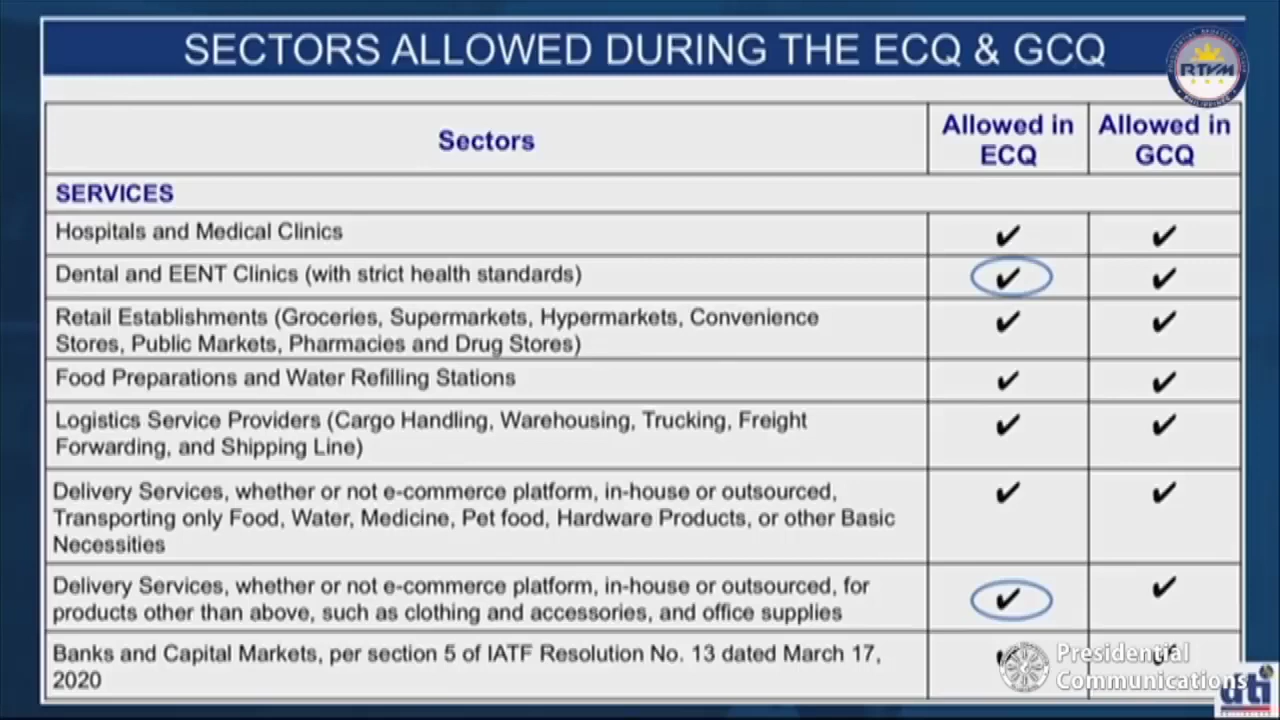 SECTORS ALLOWED DURING THE ECQ & GCQ
RTVM
PHILIPPINES
Sectors
Allowed in
ECQ
Allowed in
GCQ
SERVICES
Hospitals and Medical Clinics
✔ ✔
Dental and EENT Clinics (with strict health standards)
✔ ✔
Retail Establishments (Groceries, Supermarkets, Hypermarkets, Convenience
Stores, Public Markets, Pharmacies and Drug Stores)
✔ ✔
Food Preparations and Water Refilling Stations
✔ ✔
Logistics Service Providers (Cargo Handling, Warehousing, Trucking, Freight
Forwarding, and Shipping Line)
✔ ✔
Delivery Services, whether or not e-commerce platform, in-house or outsourced,
Transporting only Food, Water, Medicine, Pet food, Hardware Products, or other Basic
Necessities
✔ ✔
Delivery Services, whether or not e-commerce platform, in-house or outsourced, for
products other than above, such as clothing and accessories, and office supplies
✔ ✔
Banks and Capital Markets, per section 5 of IATF Resolution No. 13 dated March 17,
2020
✔ ✔
Presidential
Communications
dti